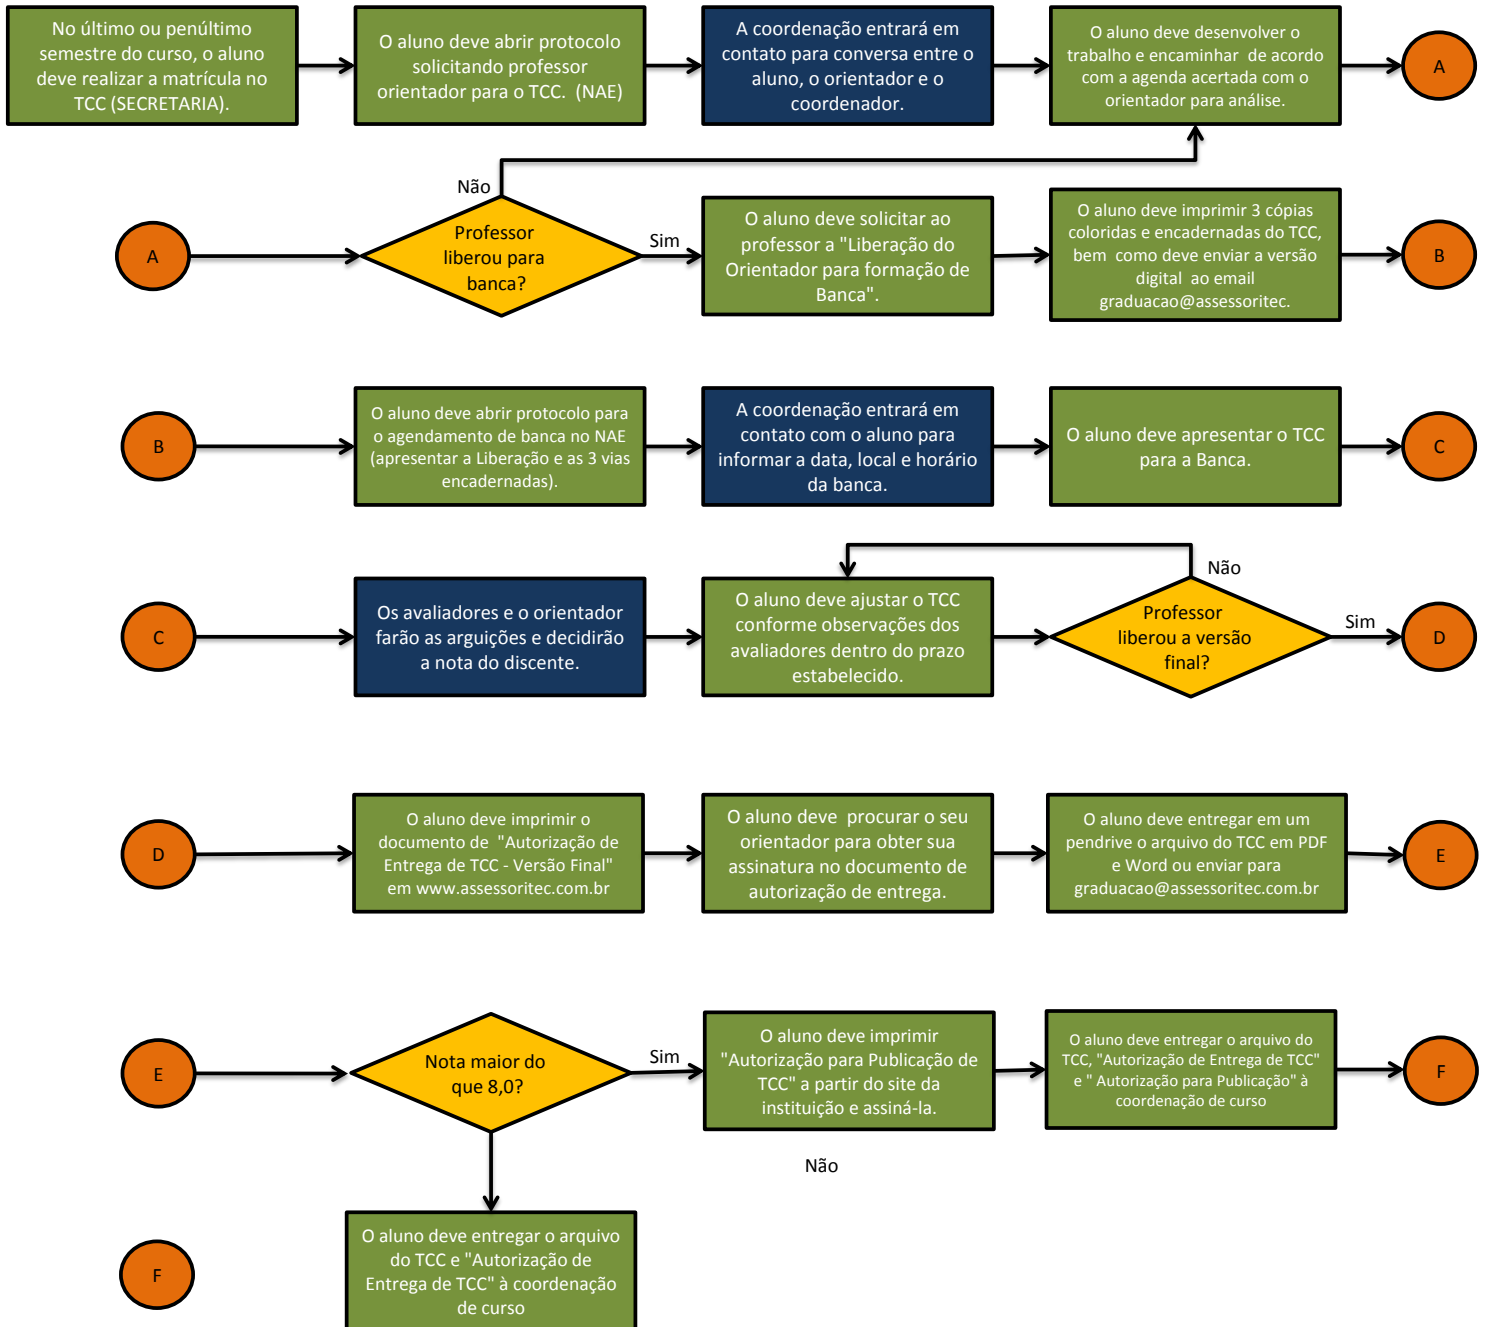 No último ou penúltimo
semestre do curso, o aluno
deve realizar a matrícula no
TCC (SECRETARIA).
O aluno deve abrir protocolo
solicitando professor
orientador para o TCC. (NAE)
A coordenação entrará em
contato para conversa entre o
aluno, o orientador e o
coordenador.
O aluno deve desenvolver o
trabalho e encaminhar de acordo
com a agenda acertada com o
orientador para análise.
A
Não
A
Professor
liberou para
banca?
Sim
O aluno deve solicitar ao
professor a "Liberação do
Orientador para formação de
Banca".
O aluno deve imprimir 3 cópias
coloridas e encadernadas do TCC,
bem como deve enviar a versão
digital ao email
graduacao@assessoritec.
B
B
O aluno deve abrir protocolo para
o agendamento de banca no NAE
(apresentar a Liberação e as 3 vias
encadernadas).
A coordenação entrará em
contato com o aluno para
informar a data, local e horário
da banca.
O aluno deve apresentar o TCC
para a Banca.
C
C
Os avaliadores e o orientador
farão as arguições e decidirão
a nota do discente.
O aluno deve ajustar o TCC
conforme observações dos
avaliadores dentro do prazo
estabelecido.
Não
Professor
liberou a versão
final?
Sim
D
D
O aluno deve imprimir o
documento de "Autorização de
Entrega de TCC - Versão Final"
em www.assessoritec.com.br
O aluno deve procurar o seu
orientador para obter sua
assinatura no documento de
autorização de entrega.
O aluno deve entregar em um
pendrive o arquivo do TCC em PDF
e Word ou enviar para
graduacao@assessoritec.com.br
E
E
Nota maior do
que 8,0?
Sim
O aluno deve imprimir
"Autorização para Publicação de
TCC" a partir do site da
instituição e assiná-la.
O aluno deve entregar o arquivo do
TCC, "Autorização de Entrega de TCC"
e " Autorização para Publicação" à
coordenação de curso
F
Não
F
O aluno deve entregar o arquivo
do TCC e "Autorização de
Entrega de TCC" à coordenação
de curso